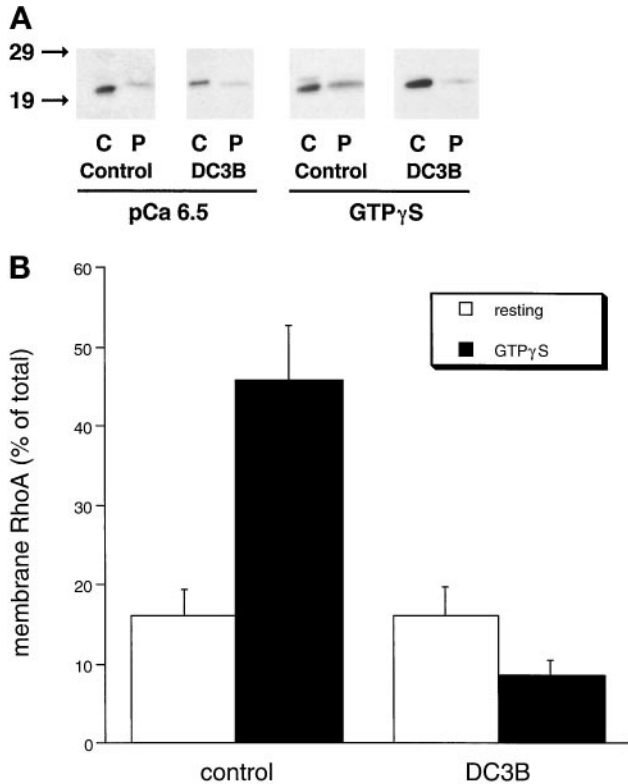 A
29 →
19 →
C P C P C P C P
Control DC3B Control DC3B
pCa 6.5 GTPγS
B
60
50
40
30
20
10
0
membrane RhoA (% of total)
resting
GTPγS
control DC3B